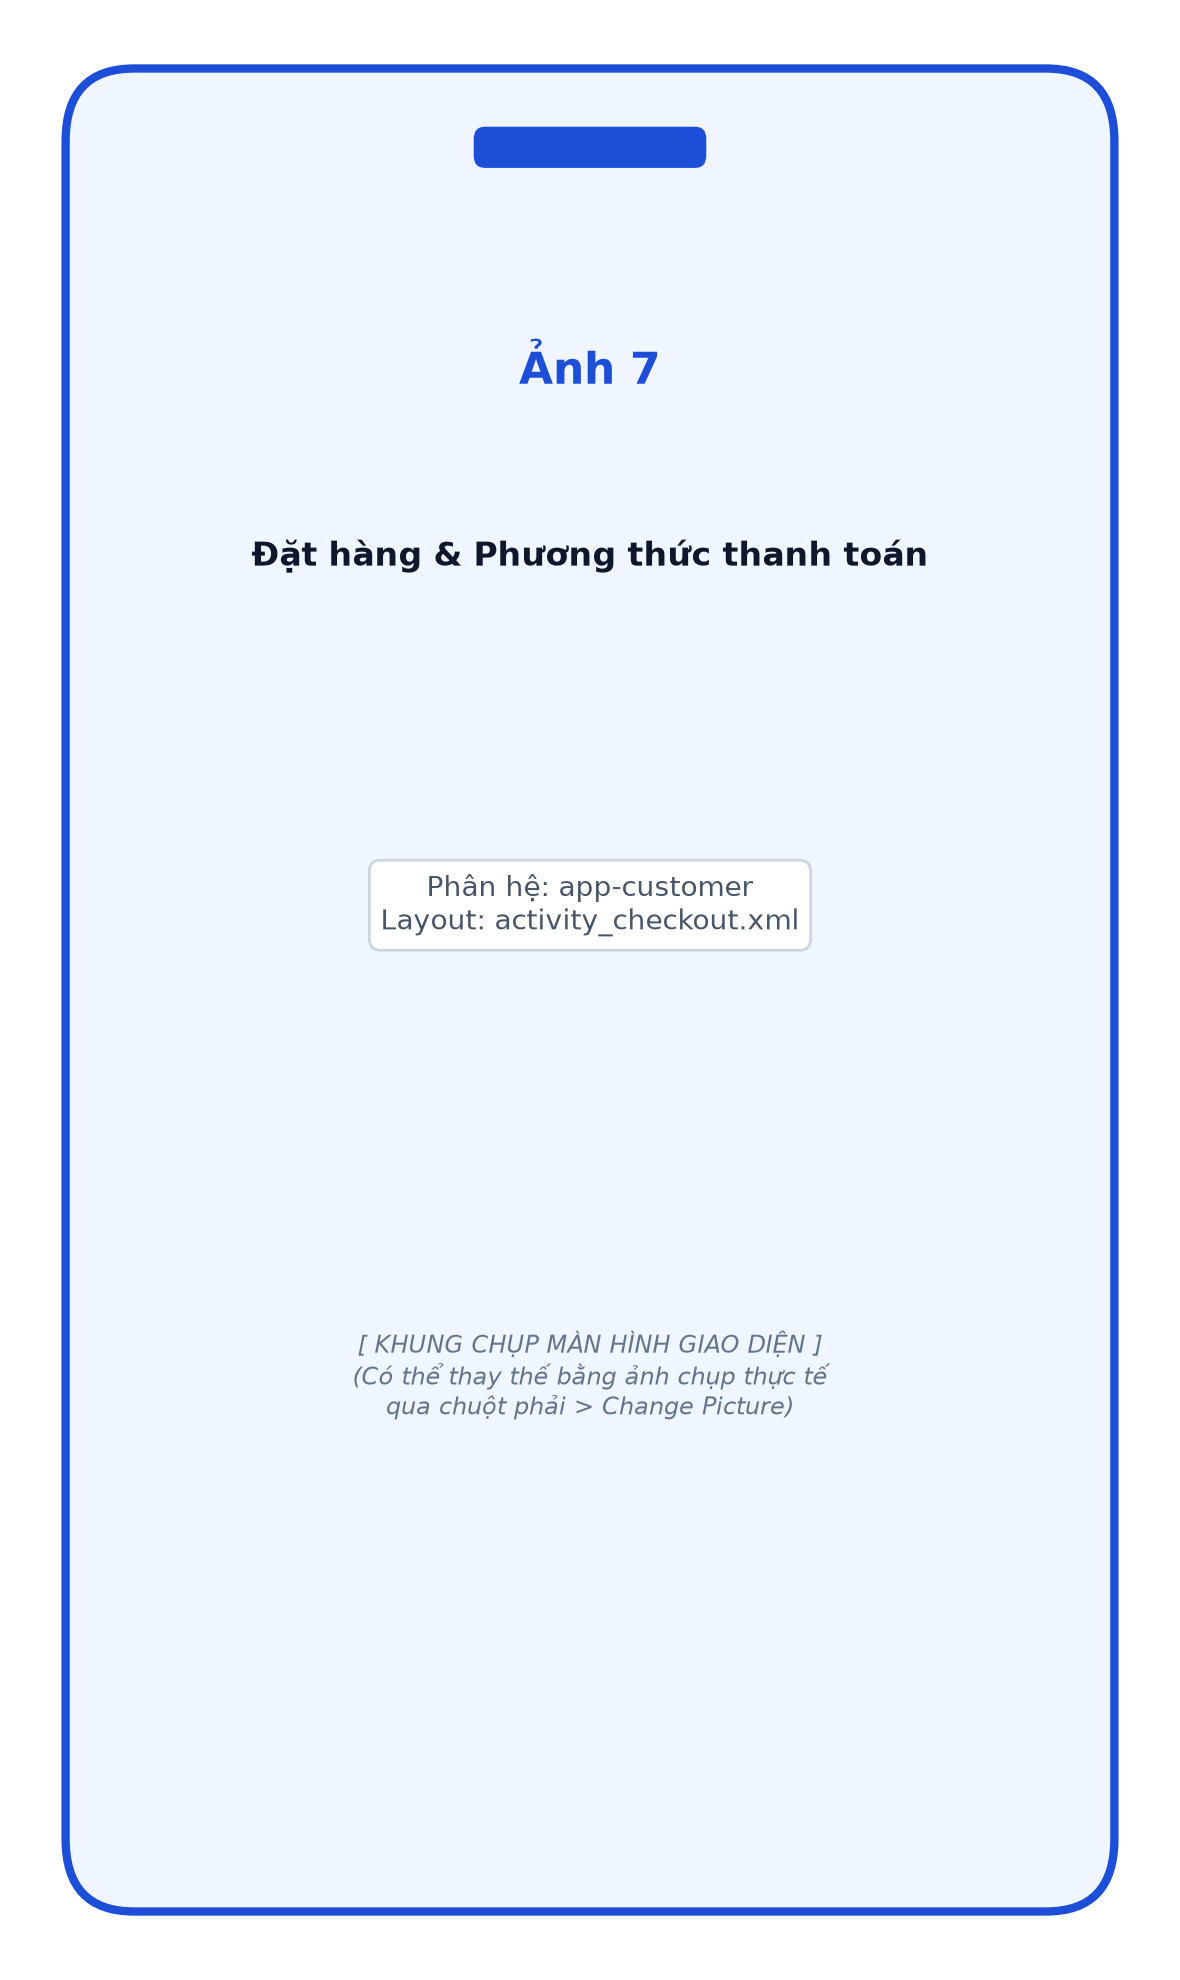 Ảnh 7
Đặt hàng & Phương thức thanh toán
Phân hệ: app-customer
Layout: activity_checkout.xml
[ KHUNG CHỤP MÀN HÌNH GIAO DIỆN ]
(Có thể thay thế bằng ảnh chụp thực tế
qua chuột phải > Change Picture)